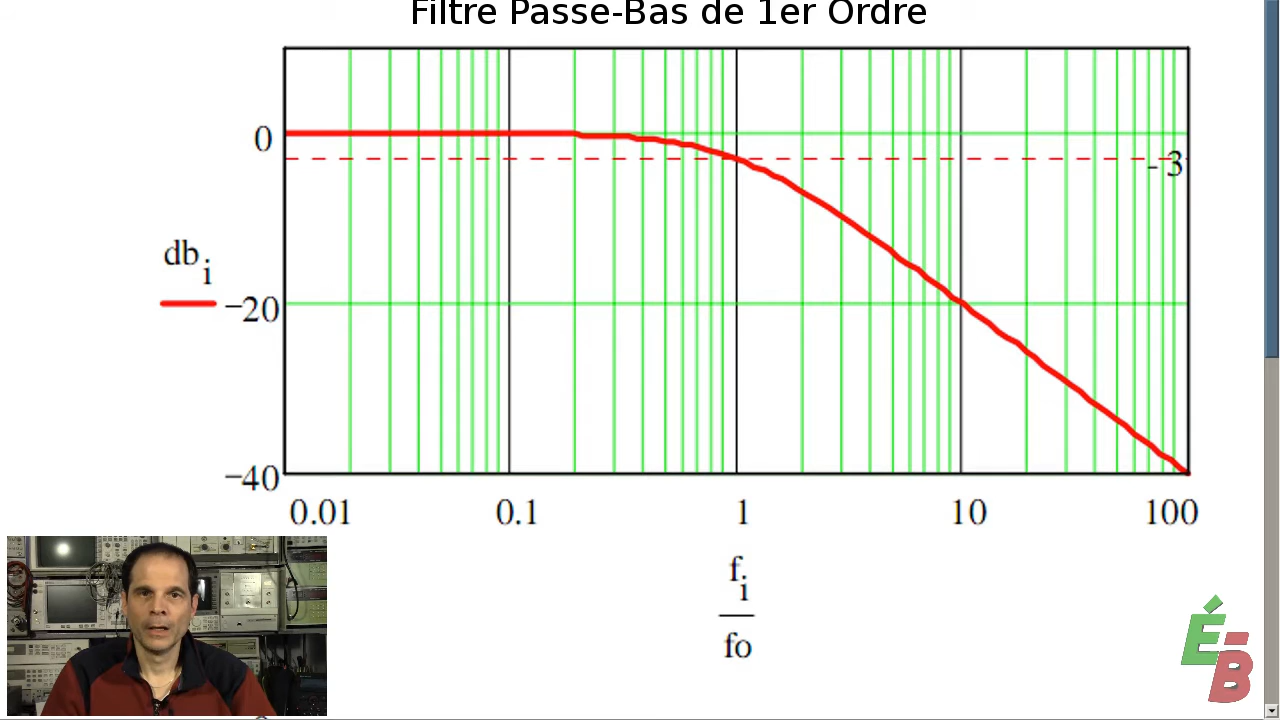 Filtre Passe-Bas de 1er Ordre
0
- 3
db i
−20
−40
0.01 0.1 1 10 100
f i
fo
É-B